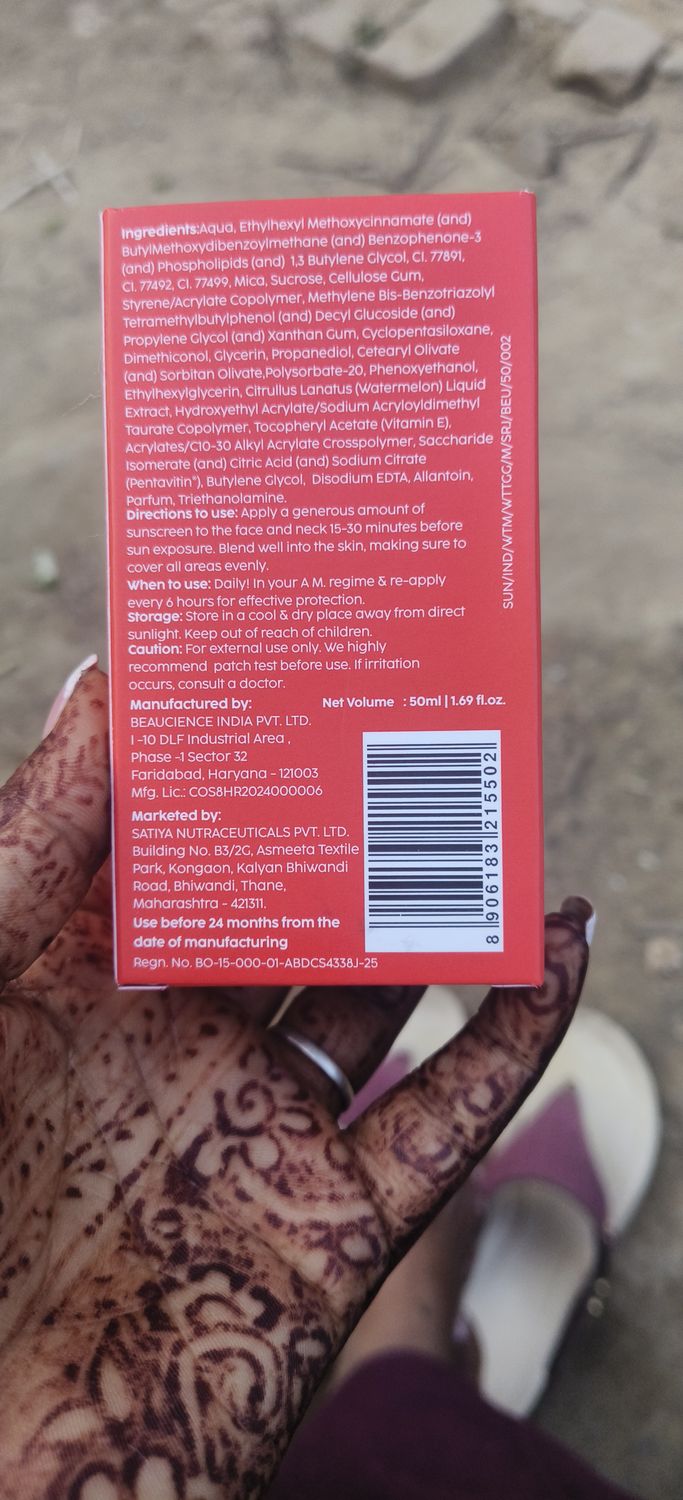 Ingredients:Aqua, Ethylhexyl Methoxycinnamate (and)
ButylMethoxydibenzoylmethane (and) Benzophenone-3
(and) Phospholipids (and) 1,3 Butylene Glycol, CI. 77891,
CI. 77492, CI. 77499, Mica, Sucrose, Cellulose Gum,
Styrene/Acrylate Copolymer, Methylene Bis-Benzotriazolyl
Tetramethylbutylphenol (and) Decyl Glucoside (and)
Propylene Glycol (and) Xanthan Gum, Cyclopentasiloxane,
Dimethiconol, Glycerin, Propanediol, Cetearyl Olivate
(and) Sorbitan Olivate,Polysorbate-20, Phenoxyethanol,
Ethylhexylglycerin, Citrullus Lanatus (Watermelon) Liquid
Extract, Hydroxyethyl Acrylate/Sodium Acryloyldimethyl
Taurate Copolymer, Tocopheryl Acetate (Vitamin E),
Acrylates/C10-30 Alkyl Acrylate Crosspolymer, Saccharide
Isomerate (and) Citric Acid (and) Sodium Citrate
(Pentavitin®), Butylene Glycol, Disodium EDTA, Allantoin,
Parfum, Triethanolamine.
Directions to use: Apply a generous amount of
sunscreen to the face and neck 15-30 minutes before
sun exposure. Blend well into the skin, making sure to
cover all areas evenly.
When to use: Daily! In your A M. regime & re-apply
every 6 hours for effective protection.
Storage: Store in a cool & dry place away from direct
sunlight. Keep out of reach of children.
Caution: For external use only. We highly
recommend patch test before use. If irritation
occurs, consult a doctor.
SUN/IND/WTM/WTTGG/M/SRJ/BEU/50/002
Manufactured by:
BEAUCIENCE INDIA PVT. LTD.
I -10 DLF Industrial Area ,
Phase -1 Sector 32
Faridabad, Haryana - 121003
Mfg. Lic.: COS8HR2024000006
Net Volume : 50ml | 1.69 fl.oz.
Marketed by:
SATIYA NUTRACEUTICALS PVT. LTD.
Building No. B3/2G, Asmeeta Textile
Park, Kongaon, Kalyan Bhiwandi
Road, Bhiwandi, Thane,
Maharashtra - 421311.
Use before 24 months from the
date of manufacturing
Regn. No. BO-15-000-01-ABDCS4338J-25
8 906183 215502